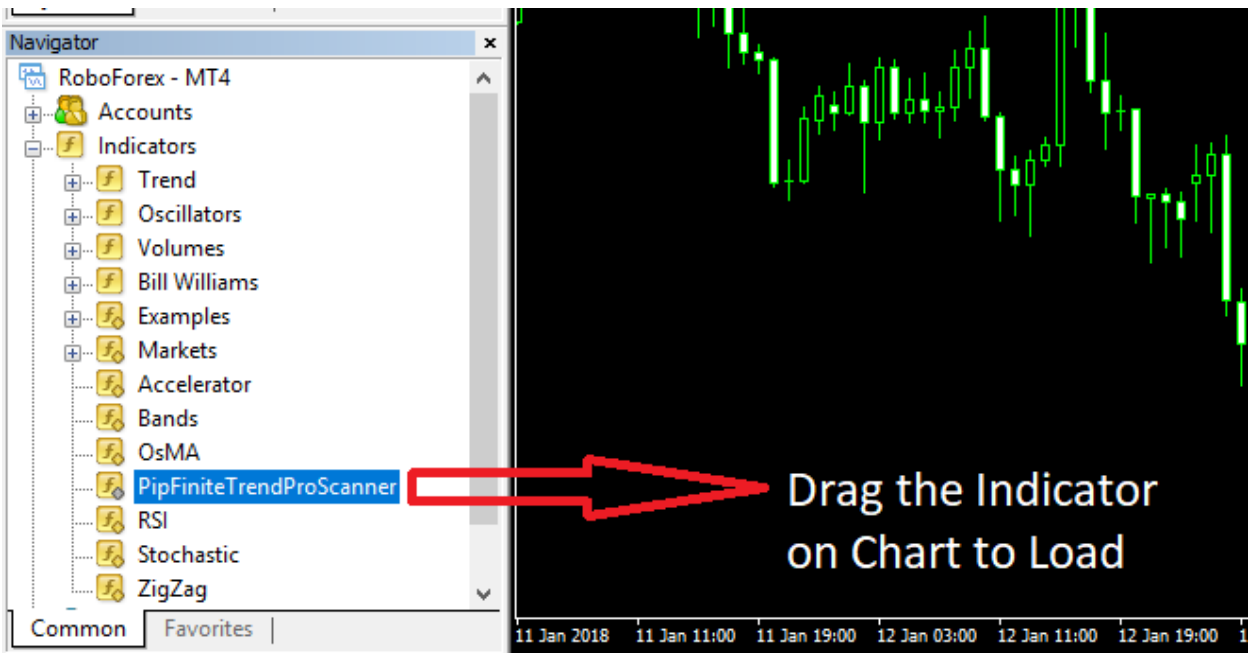 Navigator
RoboForex - MT4
Accounts
Indicators
Trend
Oscillators
Volumes
Bill Williams
Examples
Markets
Accelerator
Bands
OsMA
PipFiniteTrendProScanner
RSI
Stochastic
ZigZag
Common Favorites
Drag the Indicator
on Chart to Load
11 Jan 2018 11 Jan 11:00 11 Jan 19:00 12 Jan 03:00 12 Jan 11:00 12 Jan 19:00